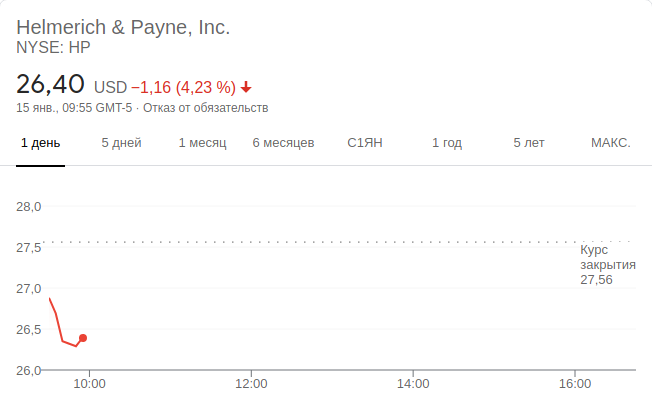 Helmerich & Payne, Inc.
NYSE: HP
26,40 USD −1,16 (4,23 %)
15 янв., 09:55 GMT-5 · Отказ от обязательств
1 день 5 дней 1 месяц 6 месяцев С1ЯН 1 год 5 лет МАКС.
28,0
27,5
Курс
закрытия
27,56
27,0
26,5
26,0
10:00 12:00 14:00 16:00